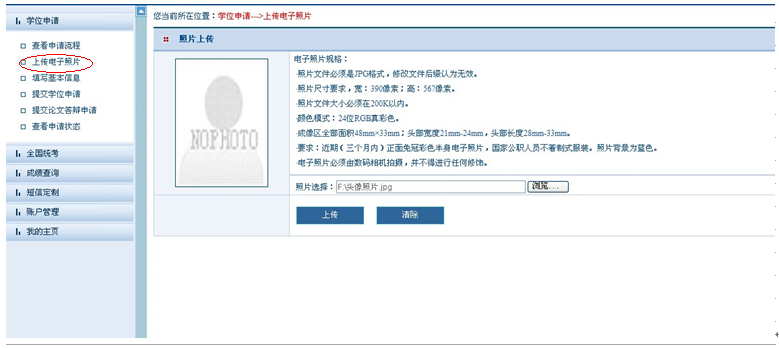 学位申请
查看申请流程
上传电子照片
填写基本信息
提交学位申请
提交论文答辩申请
查看申请状态
全国统考
成绩查询
短信定制
账户管理
我的主页
您当前所在位置：学位申请--->上传电子照片
照片上传
NOPHOTO
电子照片规格：
·照片文件必须是JPG格式，修改文件后缀认为无效。
·照片尺寸要求，宽：390像素；高：567像素。
·照片文件大小必须在200K以内。
·颜色模式：24位RGB真彩色。
·成像区全部面积48mm×33mm；头部宽度21mm-24mm，头部长度28mm-33mm。
·要求：近期（三个月内）正面免冠彩色半身电子照片，国家公职人员不着制式服装。照片背景为蓝色。
·电子照片必须由数码相机拍摄，并不得进行任何修饰。
照片选择：F:\头像照片.jpg 浏览...
上传 清除